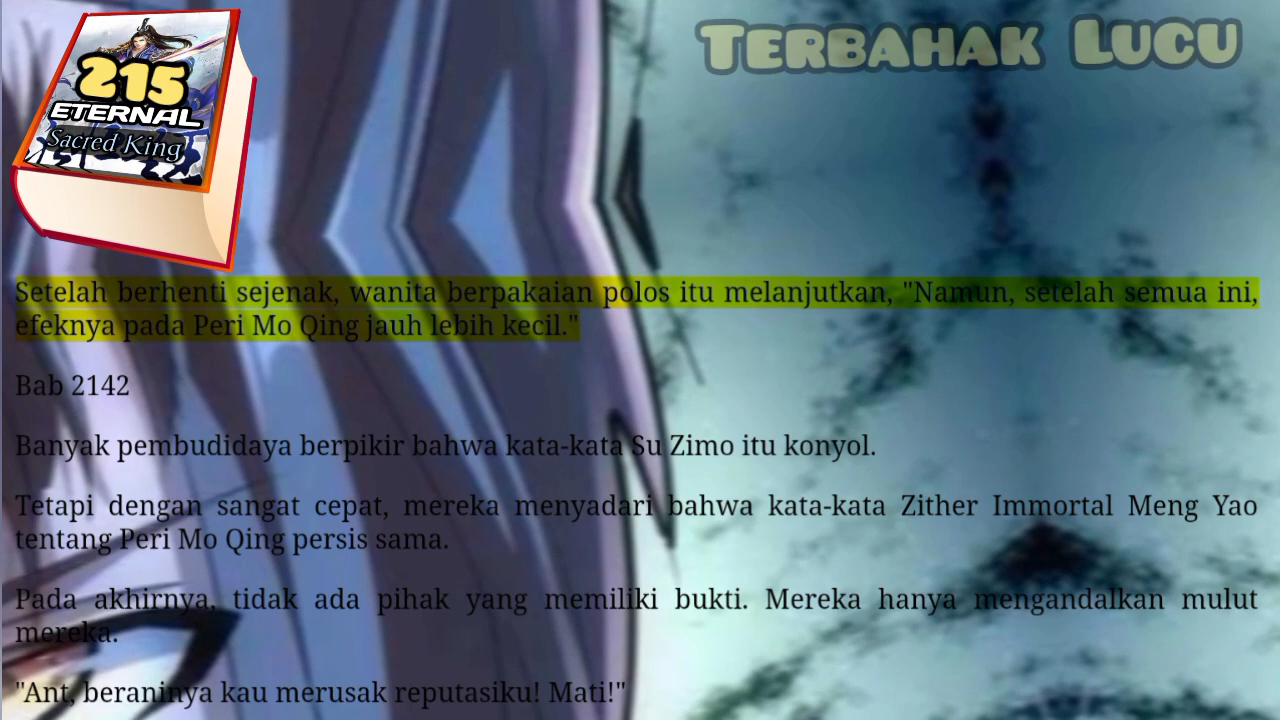 215
ETERNAL
Sacred King
TERBAHAK LUCU
Setelah berhenti sejenak, wanita berpakaian polos itu melanjutkan, "Namun, setelah semua ini,
efeknya pada Peri Mo Qing jauh lebih kecil."
Bab 2142
Banyak pembudidaya berpikir bahwa kata-kata Su Zimo itu konyol.
Tetapi dengan sangat cepat, mereka menyadari bahwa kata-kata Zither Immortal Meng Yao
tentang Peri Mo Qing persis sama.
Pada akhirnya, tidak ada pihak yang memiliki bukti. Mereka hanya mengandalkan mulut
mereka.
"Ant, beraninya kau merusak reputasiku! Mati!"